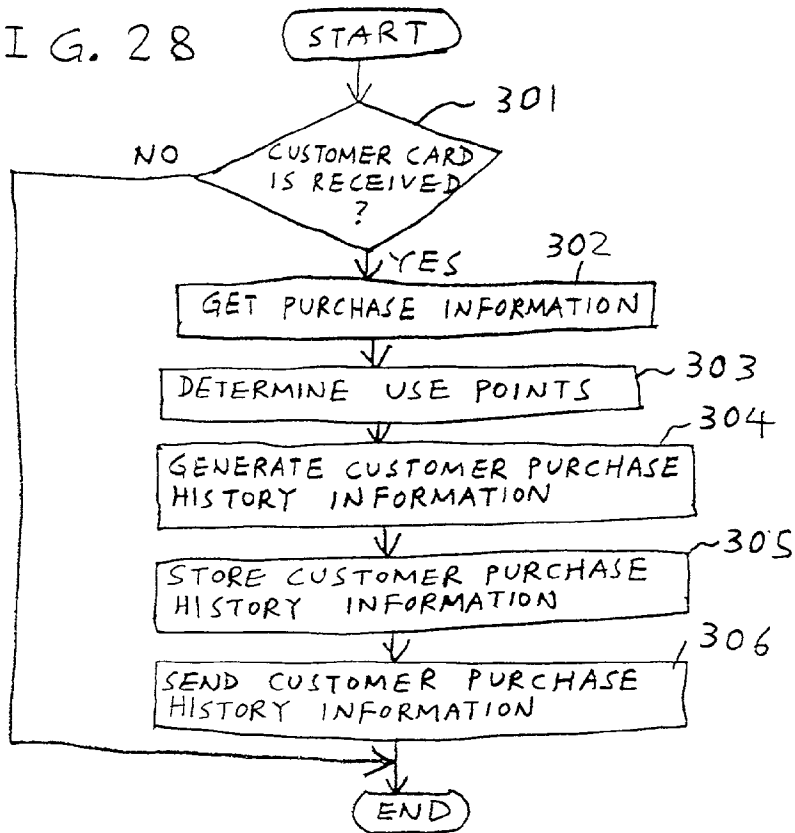 I G. 28
START
301
NO
CUSTOMER CARD
IS RECEIVED
?
302
YES
GET PURCHASE INFORMATION
303
DETERMINE USE POINTS
304
GENERATE CUSTOMER PURCHASE
HISTORY INFORMATION
305
STORE CUSTOMER PURCHASE
HISTORY INFORMATION
306
SEND CUSTOMER PURCHASE
HISTORY INFORMATION
END